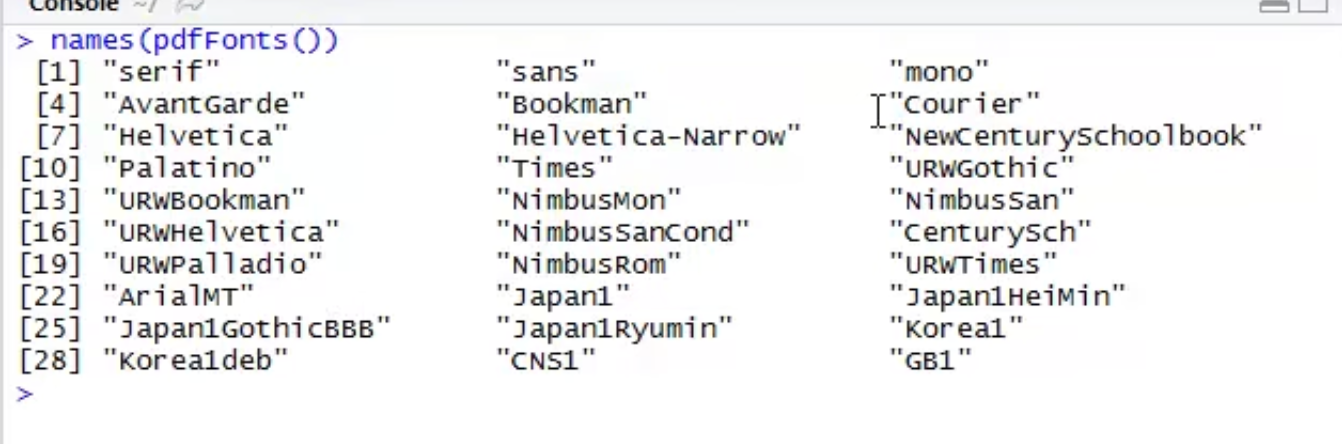 Console ~/
> names(pdfFonts())
[1] "serif" "sans" "mono"
[4] "AvantGarde" "Bookman" "Courier"
[7] "Helvetica" "Helvetica-Narrow" "NewCenturySchoolbook"
[10] "Palatino" "Times" "URWGothic"
[13] "URWBookman" "NimbusMon" "NimbusSan"
[16] "URWHelvetica" "NimbusSanCond" "CenturySch"
[19] "URWPalladio" "NimbusRom" "URWTimes"
[22] "ArialMT" "Japan1" "Japan1HeiMin"
[25] "Japan1GothicBBB" "Japan1Ryumin" "Korea1"
[28] "Korea1deb" "CNS1" "GB1"
>